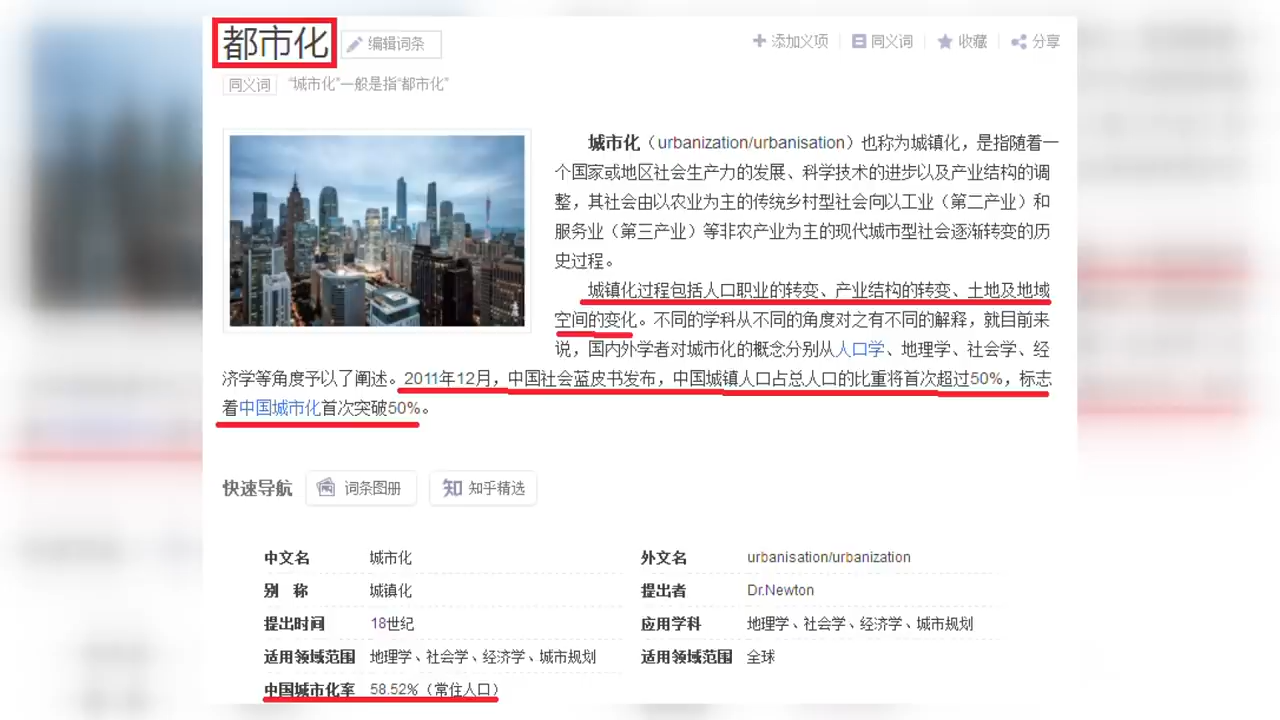 都市化
编辑词条
添加义项
同义词
收藏
分享
同义词
“城市化”一般是指“都市化”
城市化（urbanization/urbanisation）也称为城镇化，是指随着一
个国家或地区社会生产力的发展、科学技术的进步以及产业结构的调
整，其社会由以农业为主的传统乡村型社会向以工业（第二产业）和
服务业（第三产业）等非农产业为主的现代城市型社会逐渐转变的历
史过程。
城镇化过程包括人口职业的转变、产业结构的转变、土地及地域
空间的变化。不同的学科从不同的角度对之有不同的解释，就目前来
说，国内外学者对城市化的概念分别从人口学、地理学、社会学、经
济学等角度予以了阐述。2011年12月，中国社会蓝皮书发布，中国城镇人口占总人口的比重将首次超过50%，标志
着中国城市化首次突破50%。
快速导航
词条图册
知 知乎精选
中文名 城市化
外文名 urbanisation/urbanization
别 称 城镇化
提出者 Dr.Newton
提出时间 18世纪
应用学科 地理学、社会学、经济学、城市规划
适用领域范围 地理学、社会学、经济学、城市规划
适用领域范围 全球
中国城市化率 58.52%（常住人口）